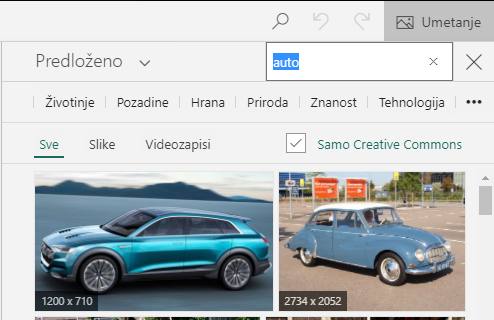 Umetanje
Predloženo
auto
Životinje Pozadine Hrana Priroda Znanost Tehnologija
Sve Slike Videozapisi Samo Creative Commons
1200 x 710
2734 x 2052